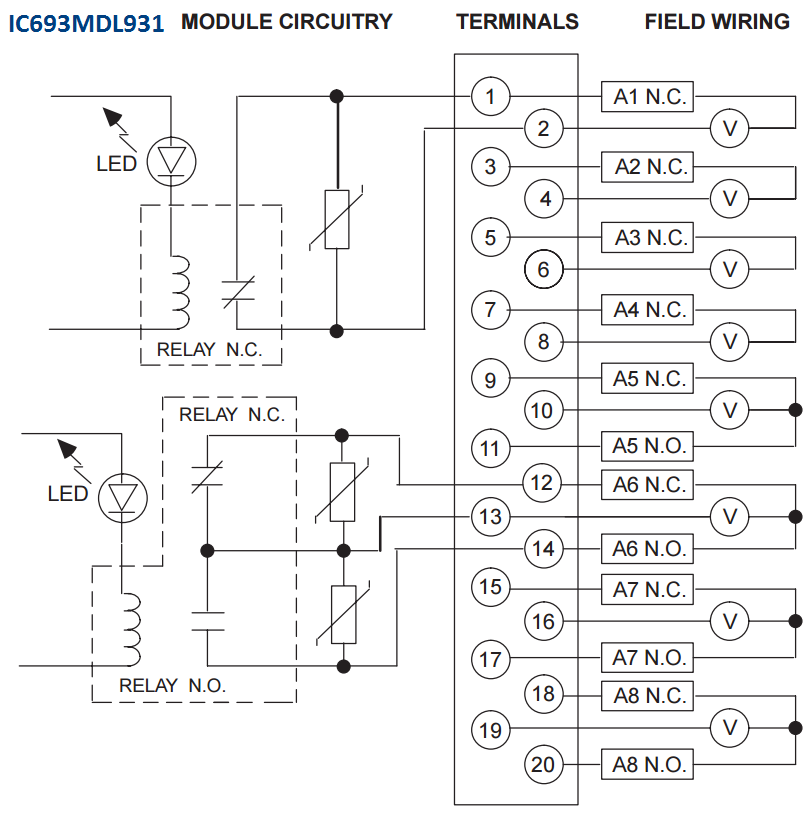 IC693MDL931 MODULE CIRCUITRY TERMINALS FIELD WIRING
1 A1 N.C.
2 V
LED
3 A2 N.C.
4 V
5 A3 N.C.
6 V
7 A4 N.C.
8 V
RELAY N.C.
9 A5 N.C.
10 V
RELAY N.C.
11 A5 N.O.
12 A6 N.C.
LED
13 V
14 A6 N.O.
15 A7 N.C.
16 V
17 A7 N.O.
RELAY N.O.
18 A8 N.C.
19 V
20 A8 N.O.